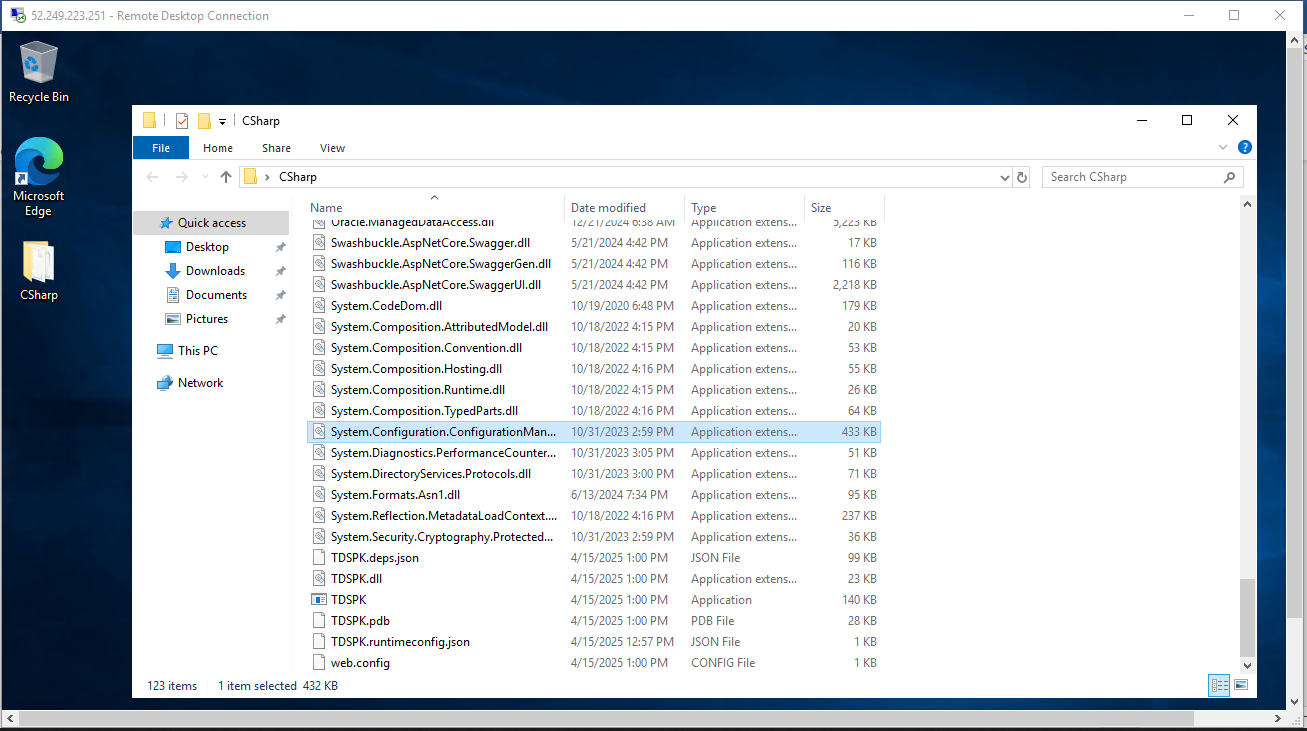 52.249.223.251 - Remote Desktop Connection
Recycle Bin
Microsoft
Edge
CSharp
CSharp
File Home Share View
CSharp
Search CSharp
Quick access
Desktop
Downloads
Documents
Pictures
This PC
Network
Name Date modified Type Size
Oracle.ManagedDataAccess.dll 12/21/2024 6:38 AM Application extens... 5,223 KB
Swashbuckle.AspNetCore.Swagger.dll 5/21/2024 4:42 PM Application extens... 17 KB
Swashbuckle.AspNetCore.SwaggerGen.dll 5/21/2024 4:42 PM Application extens... 116 KB
Swashbuckle.AspNetCore.SwaggerUI.dll 5/21/2024 4:42 PM Application extens... 2,218 KB
System.CodeDom.dll 10/19/2020 6:48 PM Application extens... 179 KB
System.Composition.AttributedModel.dll 10/18/2022 4:15 PM Application extens... 20 KB
System.Composition.Convention.dll 10/18/2022 4:15 PM Application extens... 53 KB
System.Composition.Hosting.dll 10/18/2022 4:16 PM Application extens... 55 KB
System.Composition.Runtime.dll 10/18/2022 4:15 PM Application extens... 26 KB
System.Composition.TypedParts.dll 10/18/2022 4:16 PM Application extens... 64 KB
System.Configuration.ConfigurationMan... 10/31/2023 2:59 PM Application extens... 433 KB
System.Diagnostics.PerformanceCounter... 10/31/2023 3:05 PM Application extens... 51 KB
System.DirectoryServices.Protocols.dll 10/31/2023 3:00 PM Application extens... 71 KB
System.Formats.Asn1.dll 6/13/2024 7:34 PM Application extens... 95 KB
System.Reflection.MetadataLoadContext.... 10/18/2022 4:16 PM Application extens... 237 KB
System.Security.Cryptography.Protected... 10/31/2023 2:59 PM Application extens... 36 KB
TDSPK.deps.json 4/15/2025 1:00 PM JSON File 99 KB
TDSPK.dll 4/15/2025 1:00 PM Application extens... 23 KB
TDSPK 4/15/2025 1:00 PM Application 140 KB
TDSPK.pdb 4/15/2025 1:00 PM PDB File 28 KB
TDSPK.runtimeconfig.json 4/15/2025 12:57 PM JSON File 1 KB
web.config 4/15/2025 1:00 PM CONFIG File 1 KB
123 items 1 item selected 432 KB